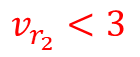 v_{r_2} < 3